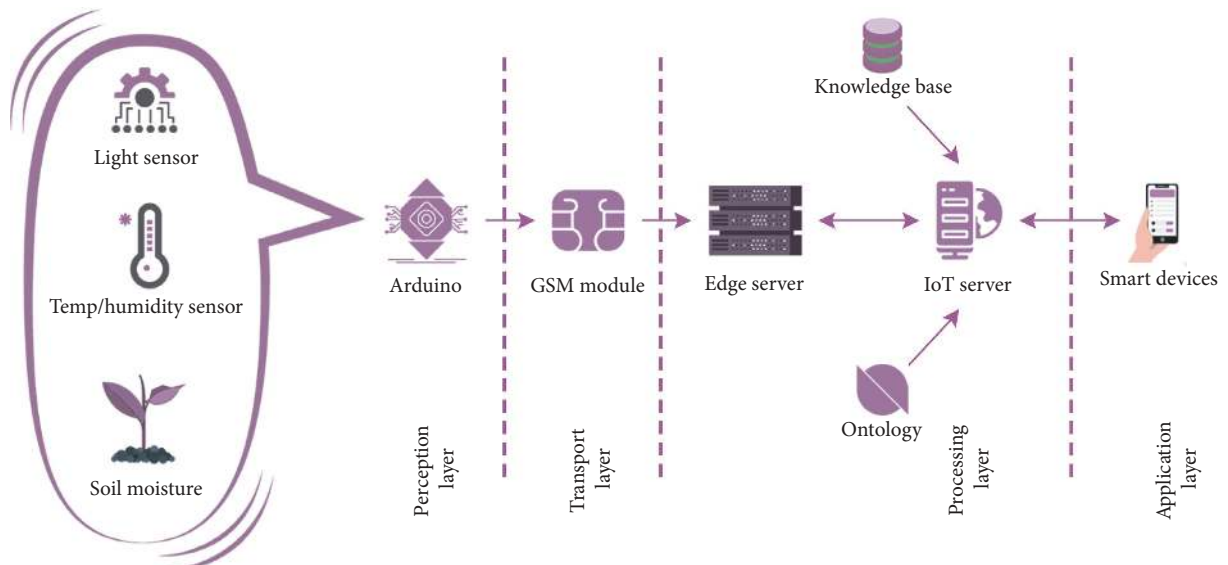 Light sensor
Temp/humidity sensor
Soil moisture
Arduino
GSM module
Edge server
Knowledge base
IoT server
Ontology
Smart devices
Perception
layer
Transport
layer
Processing
layer
Application
layer